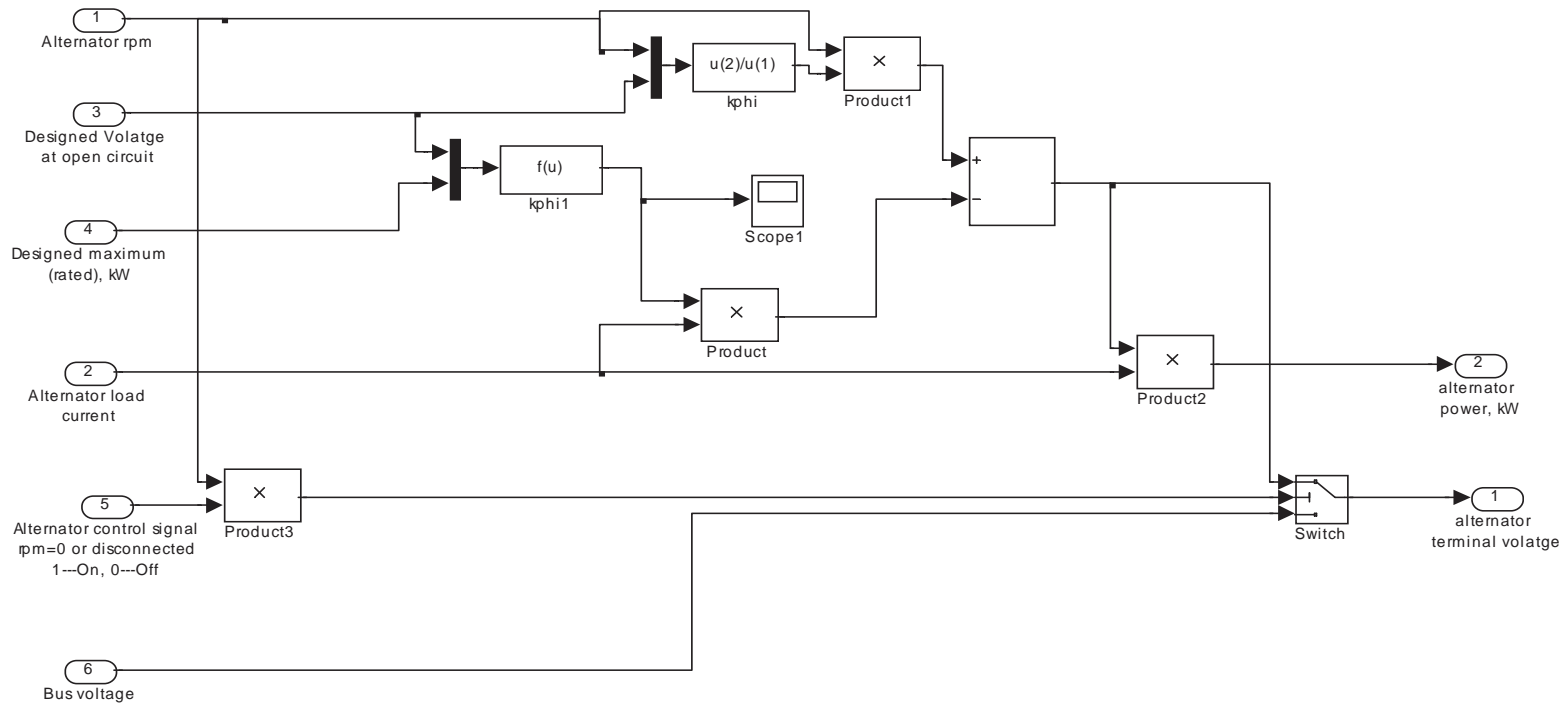 1
Alternator rpm
u(2)/u(1)
kphi
×
Product1
3
Designed Volatge
at open circuit
f(u)
kphi1
+
−
Scope1
4
Designed maximum
(rated), kW
×
Product
2
Alternator load
current
×
Product2
2
alternator
power, kW
×
Product3
5
Alternator control signal
rpm=0 or disconnected
1---On, 0---Off
Switch
1
alternator
terminal volatge
6
Bus voltage